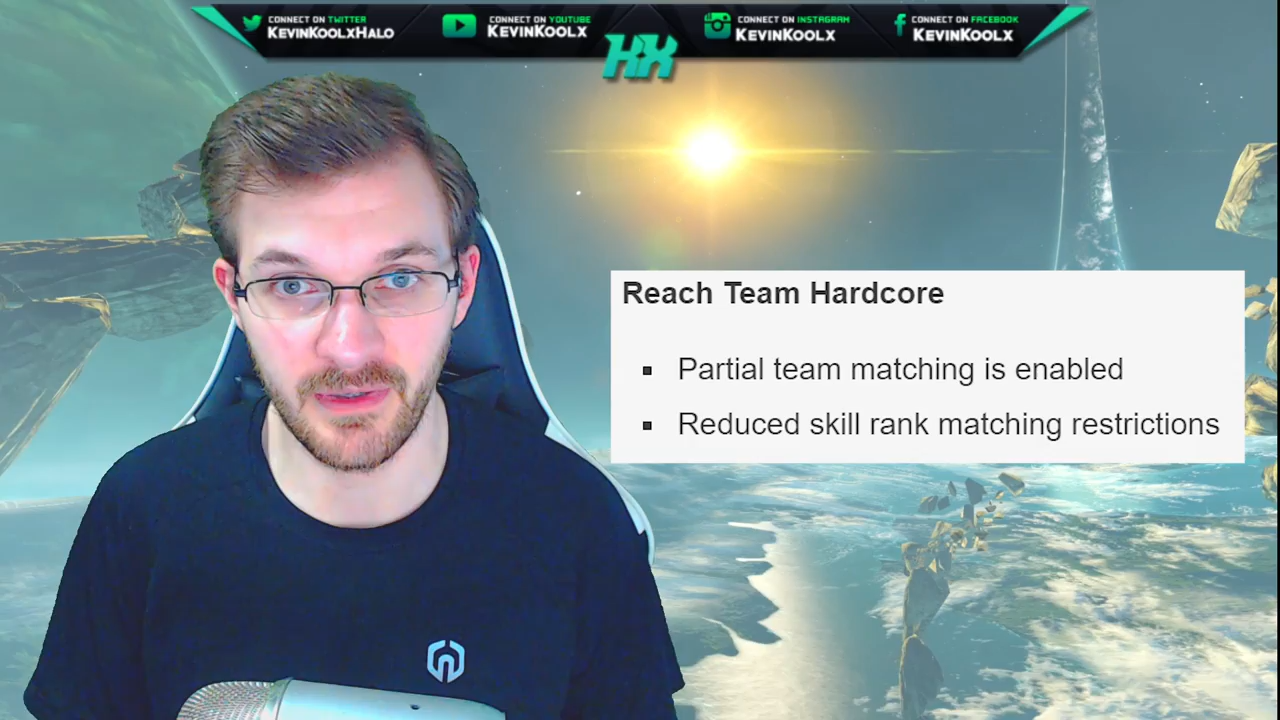 CONNECT ON TWITTER
KEVINKOOLXHALO
CONNECT ON YOUTUBE
KEVINKOOLX
KX
CONNECT ON INSTAGRAM
KEVINKOOLX
CONNECT ON FACEBOOK
KEVINKOOLX
Reach Team Hardcore
▪ Partial team matching is enabled
▪ Reduced skill rank matching restrictions